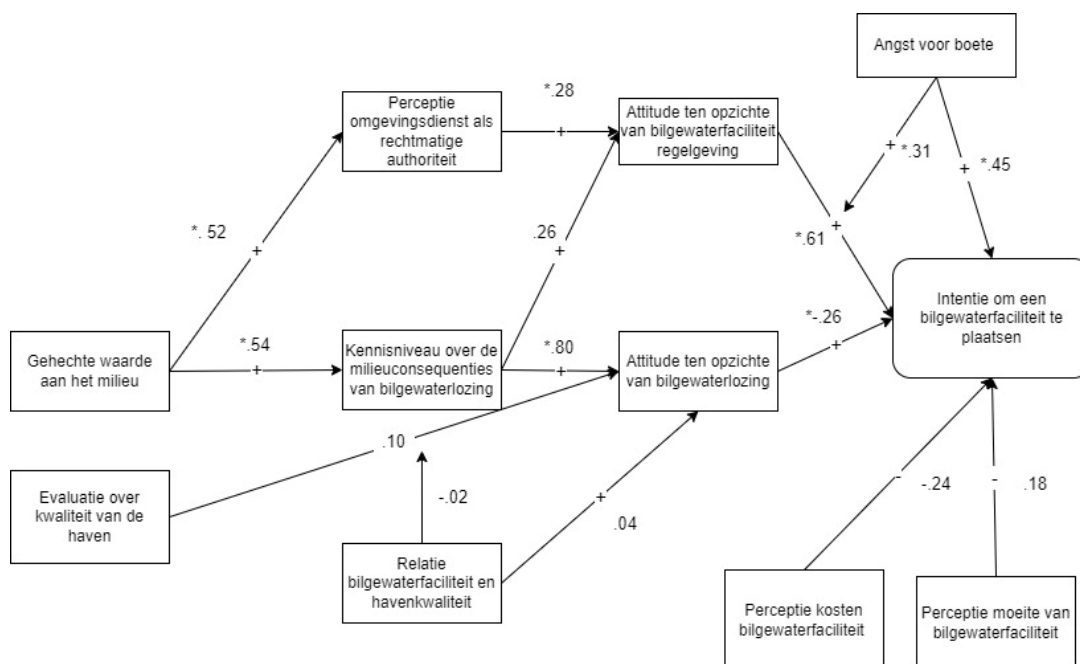 Angst voor boete
*.28
Perceptie
omgevingsdienst als
rechtmatige
authoriteit
+
Attitude ten opzichte
van bilgewaterfaciliteit
regelgeving
+ *.31
+ *.45
*. 52
+
.26
+
+
*.61
*.54
Gehechte waarde
aan het milieu
+
Kennisniveau over de
milieuconsequenties
van bilgewaterlozing
*.80
+
Attitude ten opzichte
van bilgewaterlozing
*-.26
+
Intentie om een
bilgewaterfaciliteit te
plaatsen
.10
Evaluatie over
kwaliteit van de
haven
-.02
+
.04
- -.24
- .18
Relatie
bilgewaterfaciliteit en
havenkwaliteit
Perceptie kosten
bilgewaterfaciliteit
Perceptie moeite van
bilgewaterfaciliteit